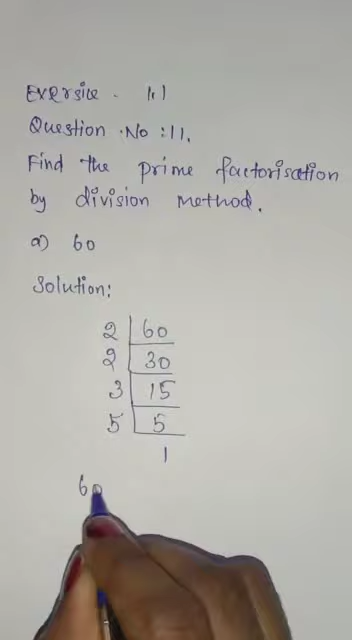 Exersice . 1.1
Question .No :11.
Find the prime factorisation
by division Method.
a) 60
Solution:
2 | 60
2 | 30
3 | 15
5 | 5
1
60